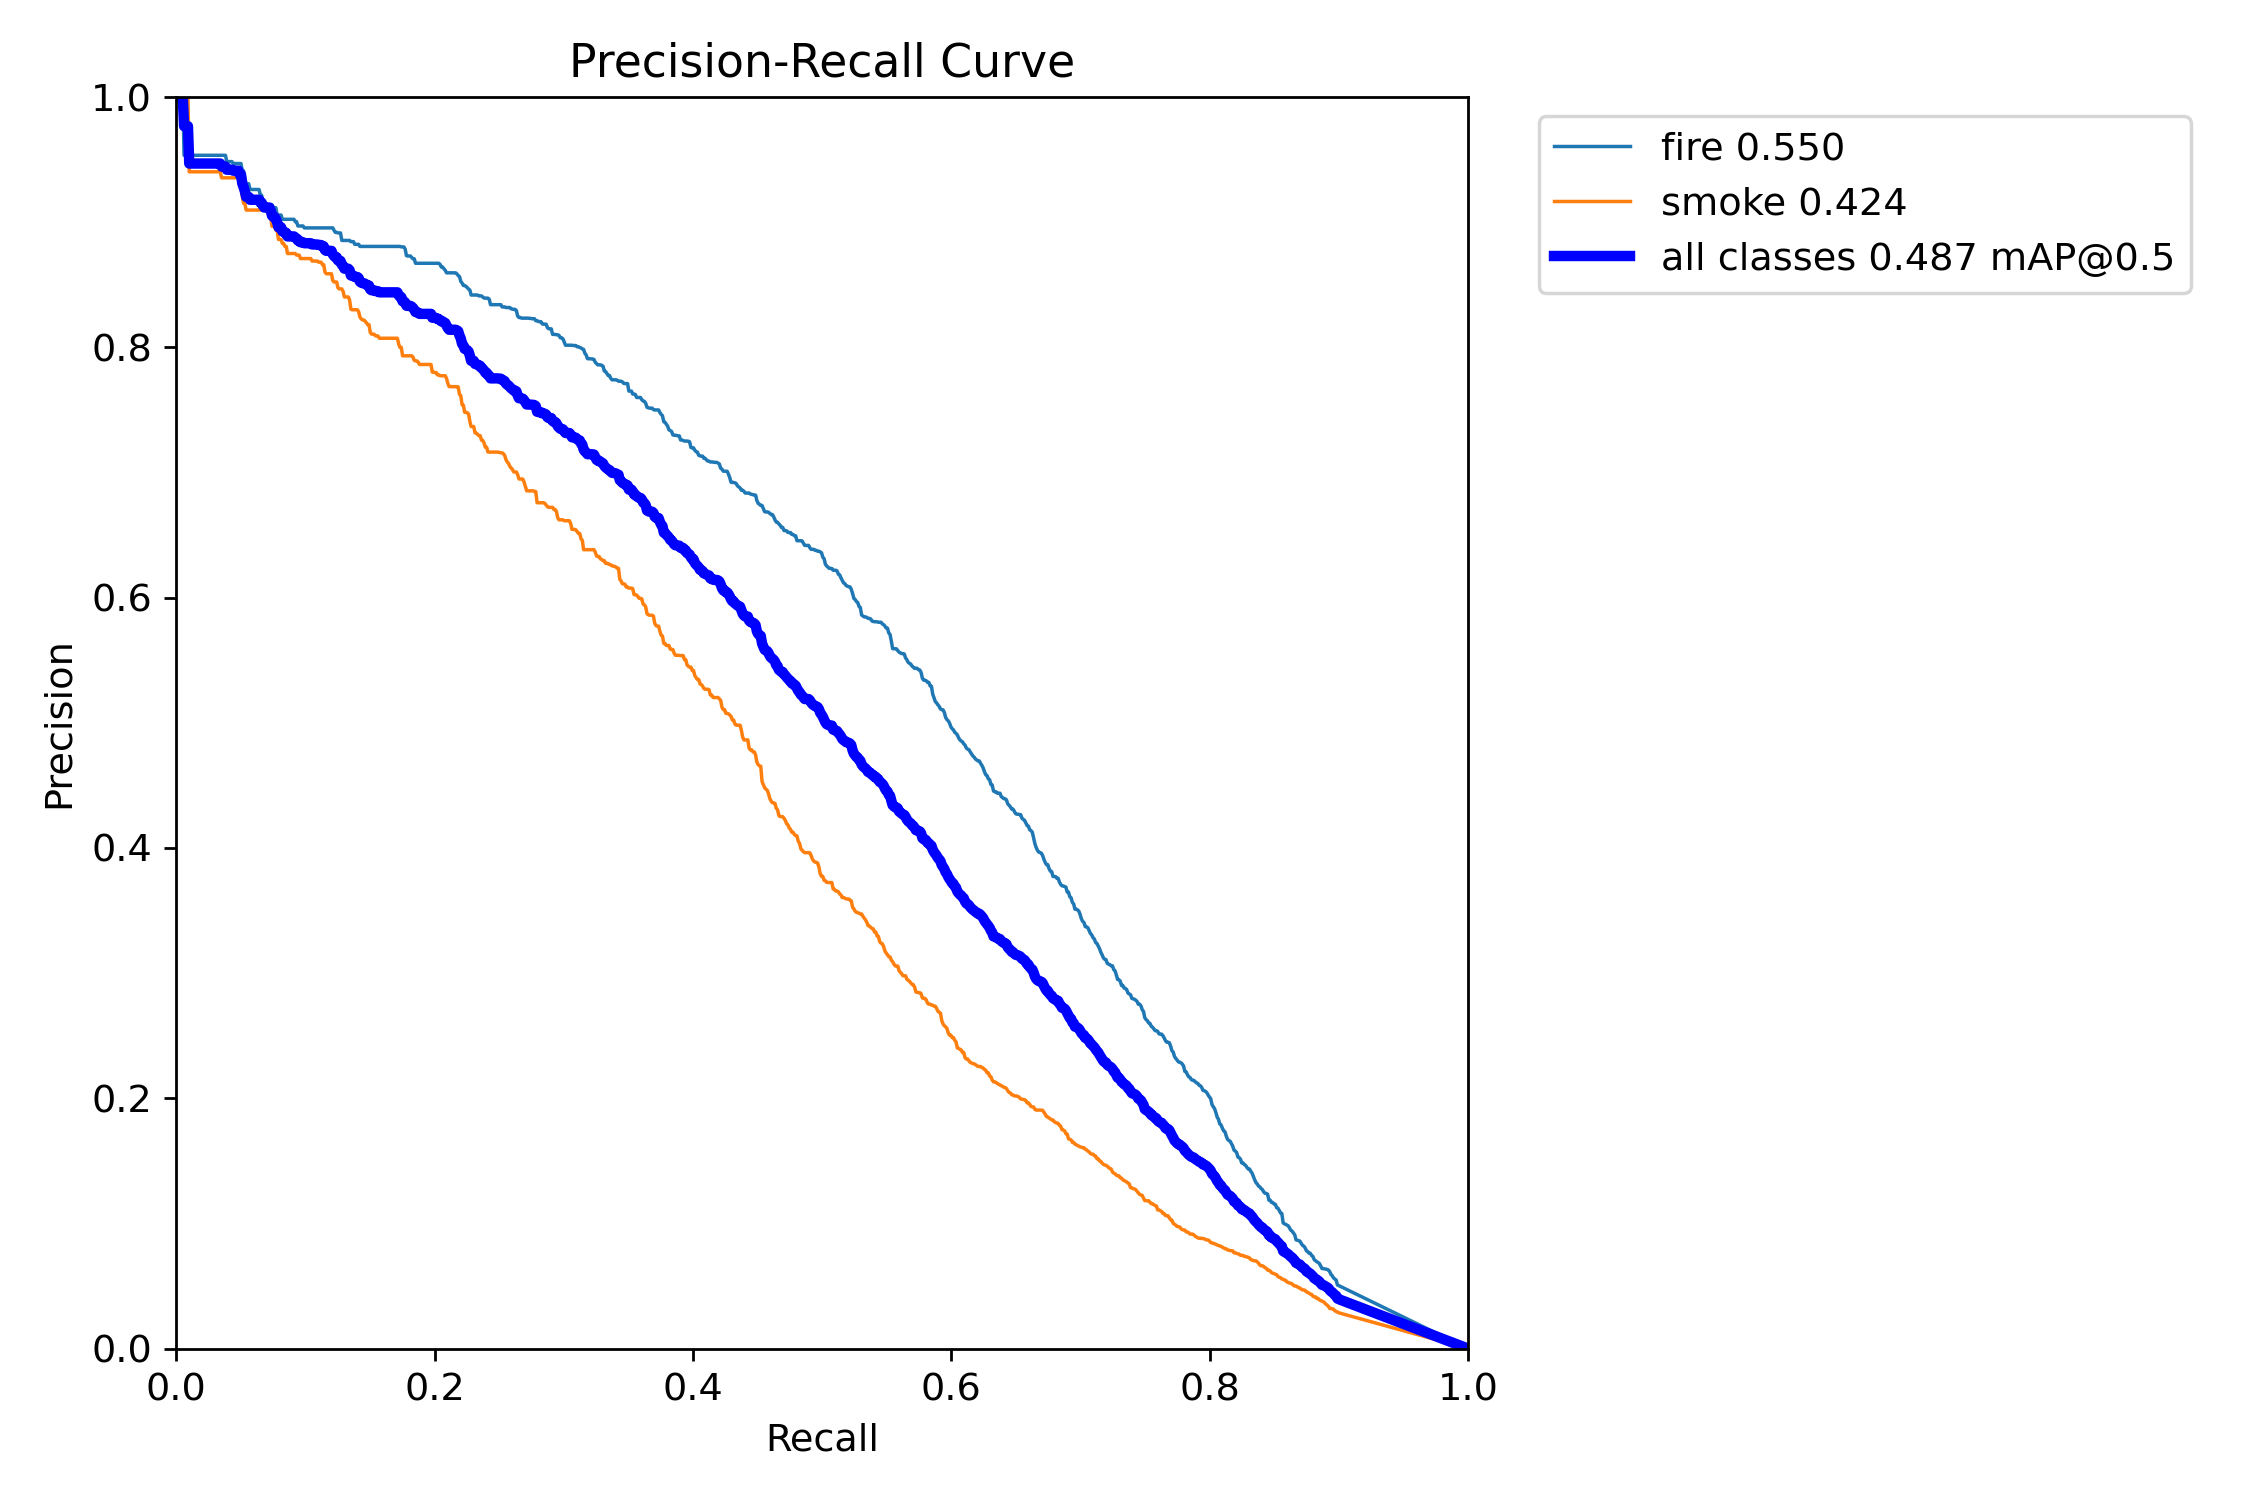 Precision-Recall Curve
1.0
0.8
0.6
0.4
0.2
0.0
Precision
0.0 0.2 0.4 0.6 0.8 1.0
Recall
fire 0.550
smoke 0.424
all classes 0.487 mAP@0.5